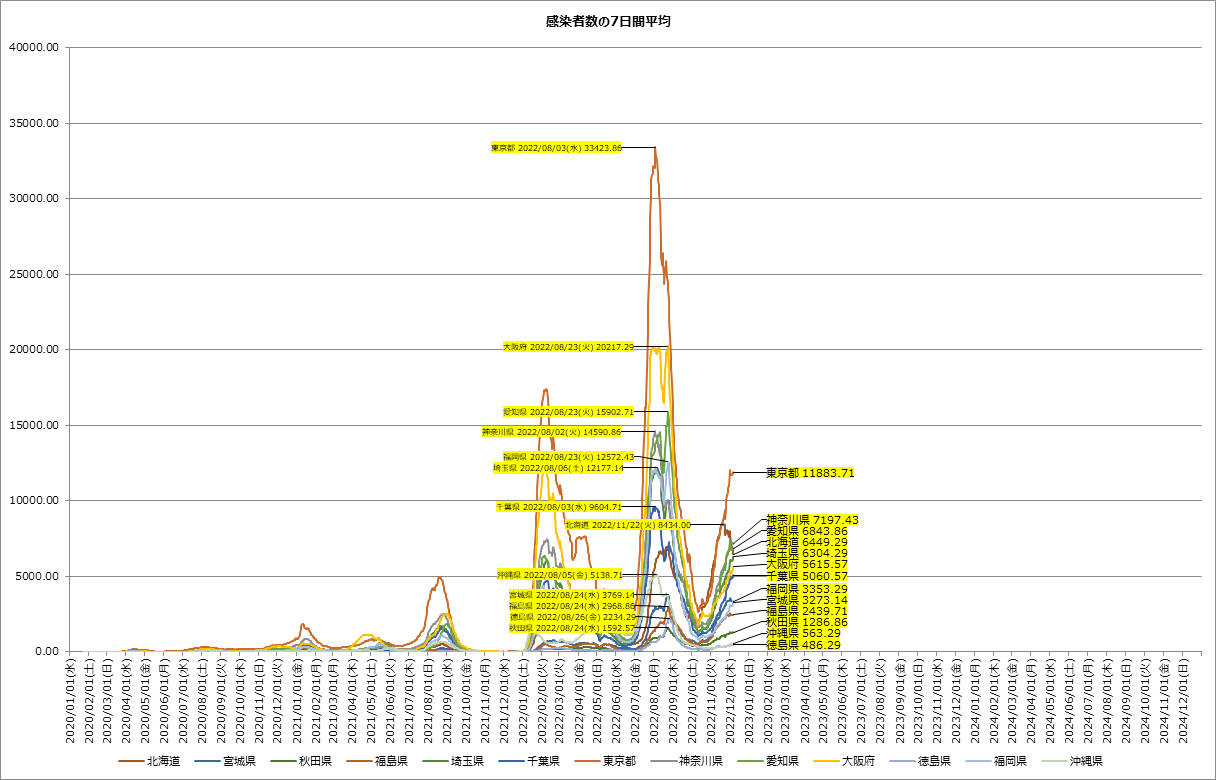 感染者数の7日間平均
40000.00
35000.00
30000.00
25000.00
20000.00
15000.00
10000.00
5000.00
0.00
東京都 2022/08/03(水) 33423.86
大阪府 2022/08/23(火) 20217.29
愛知県 2022/08/23(火) 15902.71
神奈川県 2022/08/02(火) 14590.86
福岡県 2022/08/23(火) 12572.43
埼玉県 2022/08/06(土) 12177.14
千葉県 2022/08/03(水) 9604.71
北海道 2022/11/22(火) 8434.00
沖縄県 2022/08/05(金) 5138.71
宮城県 2022/08/24(水) 3769.14
福島県 2022/08/24(水) 2968.86
徳島県 2022/08/26(金) 2234.29
秋田県 2022/08/24(水) 1592.57
東京都 11883.71
神奈川県 7197.43
愛知県 6843.86
北海道 6449.29
埼玉県 6304.29
大阪府 5615.57
千葉県 5060.57
福岡県 3353.29
宮城県 3273.14
福島県 2439.71
秋田県 1286.86
沖縄県 563.29
徳島県 486.29
2020/01/01(水)
2020/02/01(土)
2020/03/01(日)
2020/04/01(水)
2020/05/01(金)
2020/06/01(月)
2020/07/01(水)
2020/08/01(土)
2020/09/01(火)
2020/10/01(木)
2020/11/01(日)
2020/12/01(火)
2021/01/01(金)
2021/02/01(月)
2021/03/01(月)
2021/04/01(木)
2021/05/01(土)
2021/06/01(火)
2021/07/01(木)
2021/08/01(日)
2021/09/01(水)
2021/10/01(金)
2021/11/01(月)
2021/12/01(水)
2022/01/01(土)
2022/02/01(火)
2022/03/01(火)
2022/04/01(金)
2022/05/01(日)
2022/06/01(水)
2022/07/01(金)
2022/08/01(月)
2022/09/01(木)
2022/10/01(土)
2022/11/01(火)
2022/12/01(木)
2023/01/01(日)
2023/02/01(水)
2023/03/01(水)
2023/04/01(土)
2023/05/01(月)
2023/06/01(木)
2023/07/01(土)
2023/08/01(火)
2023/09/01(金)
2023/10/01(日)
2023/11/01(水)
2023/12/01(金)
2024/01/01(月)
2024/02/01(木)
2024/03/01(金)
2024/04/01(月)
2024/05/01(水)
2024/06/01(土)
2024/07/01(月)
2024/08/01(木)
2024/09/01(日)
2024/10/01(火)
2024/11/01(金)
2024/12/01(日)
北海道 宮城県 秋田県 福島県 埼玉県 千葉県 東京都 神奈川県 愛知県 大阪府 徳島県 福岡県 沖縄県